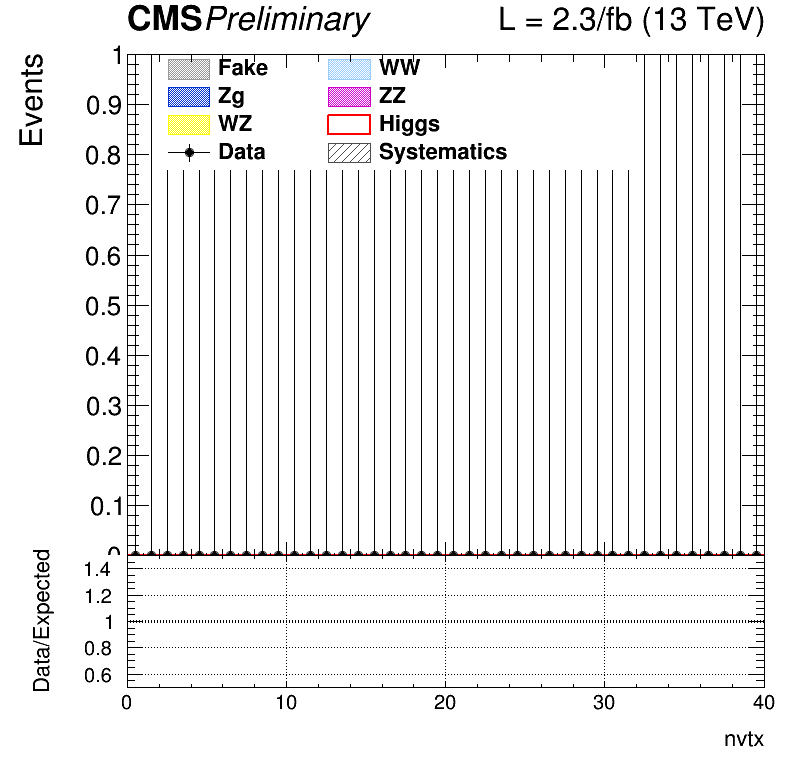 CMS Preliminary L = 2.3/fb (13 TeV)
Events
1
0.9
0.8
0.7
0.6
0.5
0.4
0.3
0.2
0.1
0
Fake WW
Zg ZZ
WZ Higgs
Data Systematics
Data/Expected
1.4
1.2
1
0.8
0.6
0 10 20 30 40
nvtx